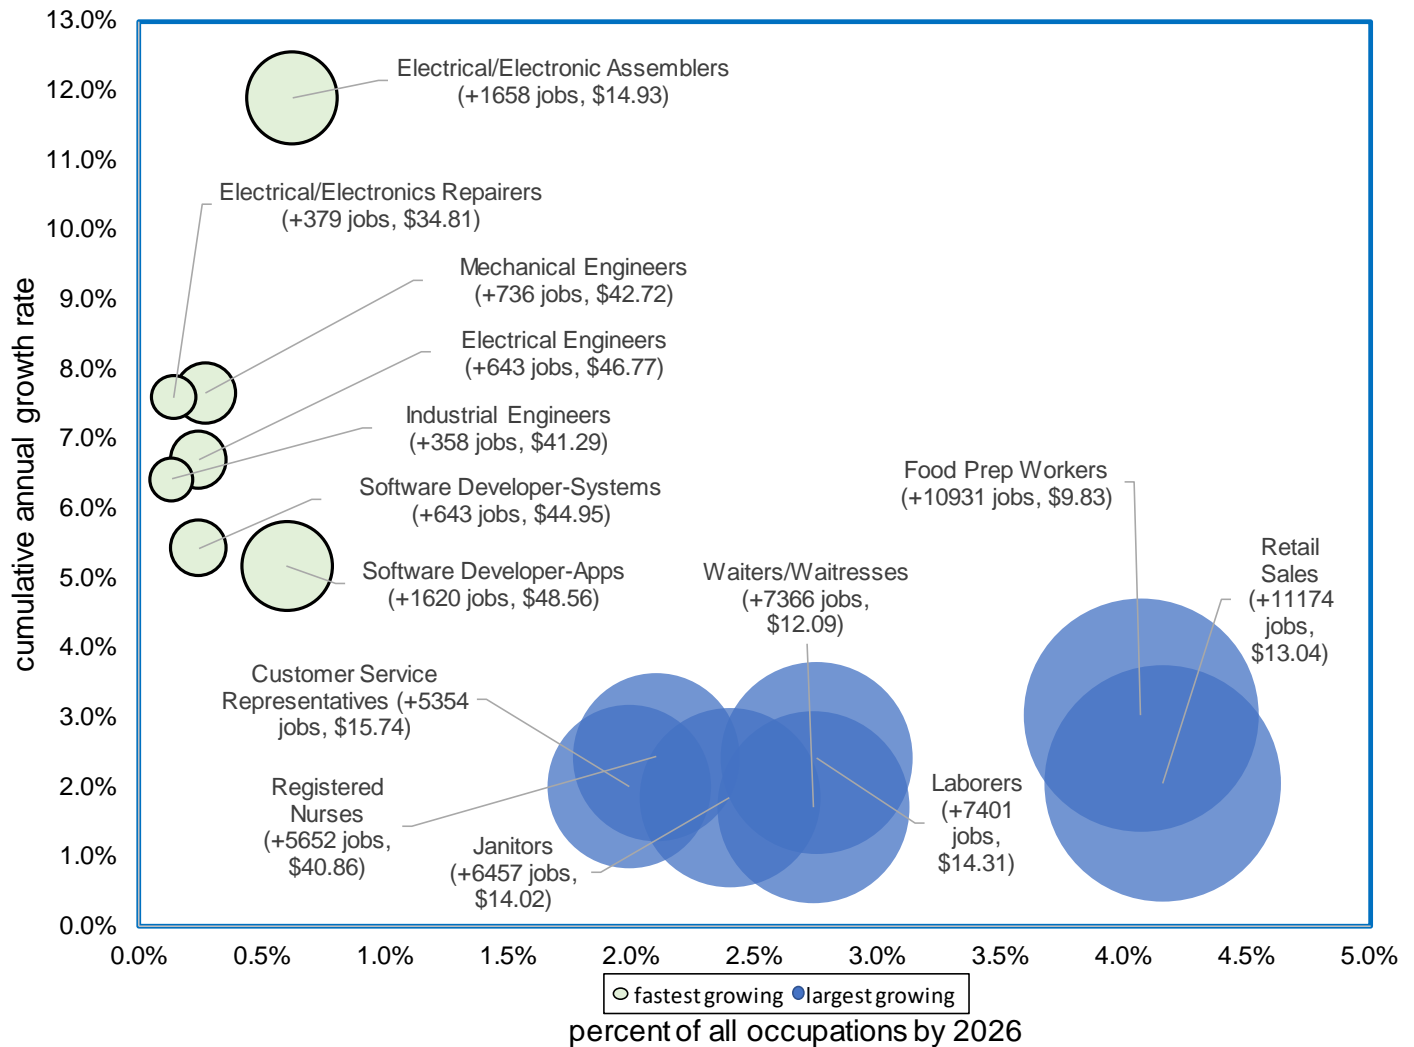 13.0%
12.0%
11.0%
10.0%
9.0%
8.0%
7.0%
6.0%
5.0%
4.0%
3.0%
2.0%
1.0%
0.0%
cumulative annual growth rate
Electrical/Electronic Assemblers
(+1658 jobs, $14.93)
Electrical/Electronics Repairers
(+379 jobs, $34.81)
Mechanical Engineers
(+736 jobs, $42.72)
Electrical Engineers
(+643 jobs, $46.77)
Industrial Engineers
(+358 jobs, $41.29)
Software Developer-Systems
(+643 jobs, $44.95)
Software Developer-Apps
(+1620 jobs, $48.56)
Waiters/Waitresses
(+7366 jobs,
$12.09)
Food Prep Workers
(+10931 jobs, $9.83)
Retail
Sales
(+11174
jobs,
$13.04)
Customer Service
Representatives (+5354
jobs, $15.74)
Registered
Nurses
(+5652 jobs,
$40.86)
Janitors
(+6457 jobs,
$14.02)
Laborers
(+7401
jobs,
$14.31)
0.0% 0.5% 1.0% 1.5% 2.0% 2.5% 3.0% 3.5% 4.0% 4.5% 5.0%
fastest growing largest growing
percent of all occupations by 2026